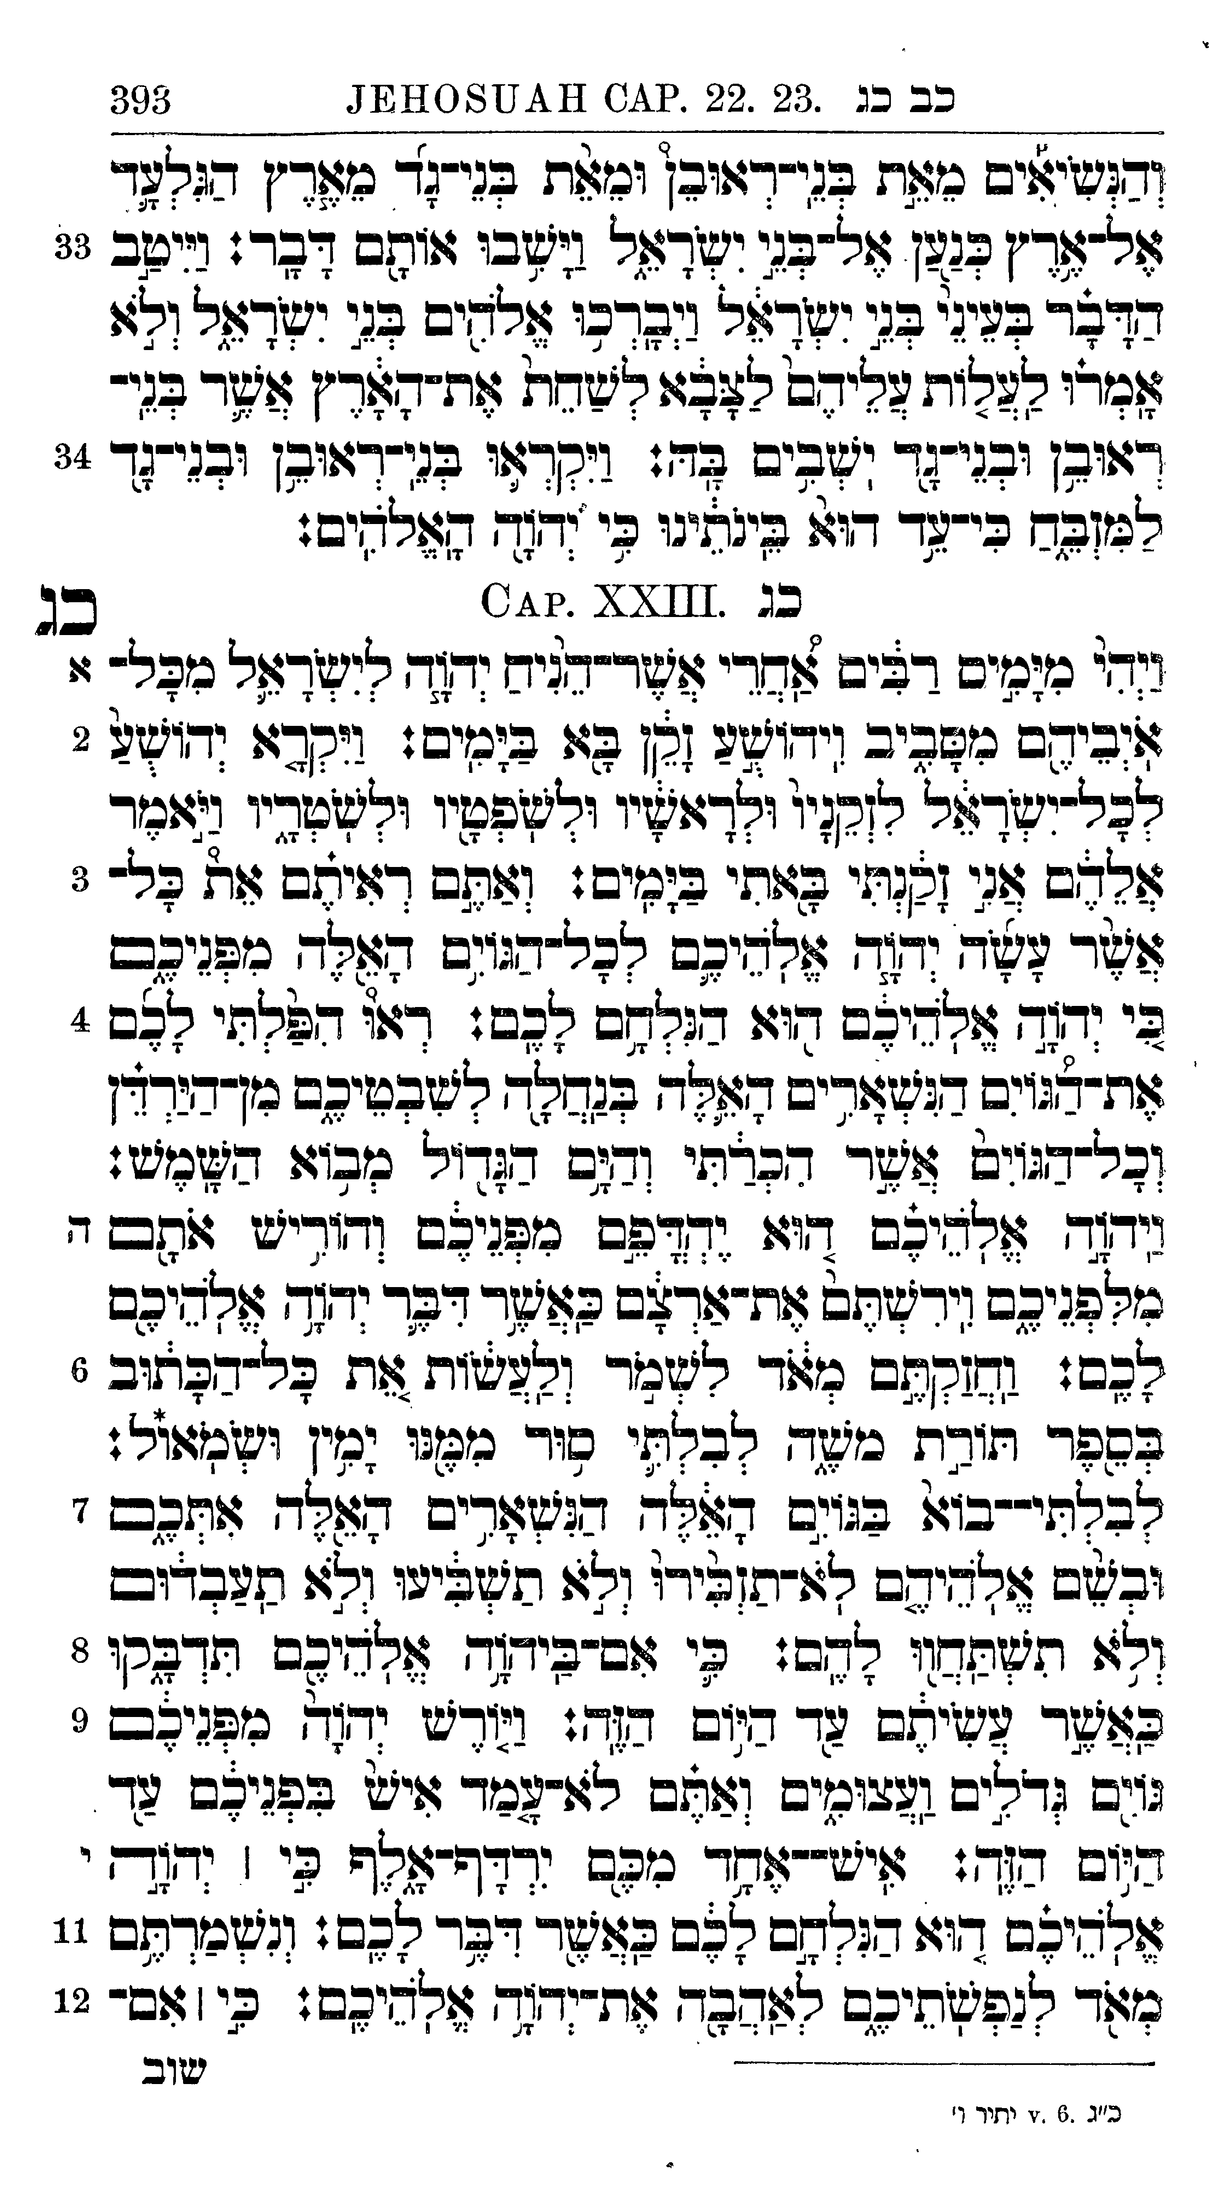 393 JEHOSUAH CAP. 22. 23. כב כג
וְהַנְּשִׂיאִ֡ים מֵאֵ֣ת בְּנֵֽי־רְאוּבֵן֩ וּמֵאֵ֨ת בְּנֵי־גָ֜ד מֵאֶ֧רֶץ הַגִּלְעָ֛ד
אֶל־אֶ֥רֶץ כְּנַ֖עַן אֶל־בְּנֵ֣י יִשְׂרָאֵ֑ל וַיָּשִׁ֥בוּ אוֹתָ֖ם דָּבָֽר׃ וַיִּיטַ֣ב 33
הַדָּבָ֗ר בְּעֵינֵי֙ בְּנֵ֣י יִשְׂרָאֵ֔ל וַיְבָרְכ֥וּ אֱלֹהִ֖ים בְּנֵ֣י יִשְׂרָאֵ֑ל וְלֹ֣א
אָמְר֗וּ לַעֲל֤וֹת עֲלֵיהֶם֙ לַצָּבָ֔א לְשַׁחֵת֙ אֶת־הָאָ֔רֶץ אֲשֶׁ֛ר בְּנֵֽי־
רְאוּבֵ֥ן וּבְנֵי־גָ֖ד יֹשְׁבִ֥ים בָּֽהּ׃ וַיִּקְרְא֛וּ בְּנֵֽי־רְאוּבֵ֥ן וּבְנֵי־גָ֖ד 34
לַמִּזְבֵּ֑חַ כִּי־עֵ֥ד הוּא֙ בֵּֽינֹתֵ֔ינוּ כִּ֥י יְהוָ֖ה הָאֱלֹהִֽים׃
CAP. XXIII. כג
כג
וַֽיְהִי֙ מִיָּמִ֣ים רַבִּ֔ים אַ֠חֲרֵי אֲשֶׁר־הֵנִ֨יחַ יְהוָ֧ה לְיִשְׂרָאֵ֛ל מִכָּל־ א
אֹיְבֵיהֶ֖ם מִסָּבִ֑יב וִיהוֹשֻׁ֣עַ זָקֵ֔ן בָּ֖א בַּיָּמִֽים׃ וַיִּקְרָ֤א יְהוֹשֻׁ֙עַ֙ 2
לְכָל־יִשְׂרָאֵ֔ל לִזְקֵנָיו֙ וּלְרָאשָׁ֔יו וּלְשֹׁפְטָ֖יו וּלְשֹׁטְרָ֑יו וַיֹּ֣אמֶר
אֲלֵהֶ֔ם אֲנִ֣י זָקַ֔נְתִּי בָּ֖אתִי בַּיָּמִֽים׃ וְאַתֶּ֣ם רְאִיתֶ֗ם אֵת֩ כָּל־ 3
אֲשֶׁ֨ר עָשָׂ֜ה יְהוָ֧ה אֱלֹהֵיכֶ֛ם לְכָל־הַגּוֹיִ֥ם הָאֵ֖לֶּה מִפְּנֵיכֶ֑ם
כִּ֚י יְהוָ֣ה אֱלֹהֵיכֶ֔ם ה֖וּא הַנִּלְחָ֥ם לָכֶֽם׃ רְאוּ֩ הִפַּ֨לְתִּי לָכֶ֜ם 4
אֶֽת־הַ֠גּוֹיִם הַנִּשְׁאָרִ֥ים הָאֵ֛לֶּה בְּנַחֲלָ֖ה לְשִׁבְטֵיכֶ֑ם מִן־הַיַּרְדֵּ֗ן
וְכָל־הַגּוֹיִם֙ אֲשֶׁ֣ר הִכְרַ֔תִּי וְהַיָּ֥ם הַגָּד֖וֹל מְב֥וֹא הַשָּֽׁמֶשׁ׃
וַיהוָ֣ה אֱלֹהֵיכֶ֗ם ה֚וּא יֶהְדֳּפֵ֣ם מִפְּנֵיכֶ֔ם וְהוֹרִ֥ישׁ אֹתָ֖ם ה
מִלִּפְנֵיכֶ֑ם וִֽירִשְׁתֶּם֙ אֶת־אַרְצָ֔ם כַּאֲשֶׁ֥ר דִּבֶּ֛ר יְהוָ֥ה אֱלֹהֵיכֶ֖ם
לָכֶֽם׃ וַחֲזַקְתֶּ֣ם מְאֹ֔ד לִשְׁמֹ֣ר וְלַעֲשׂ֔וֹת אֵ֚ת כָּל־הַכָּת֔וּב 6
בְּסֵ֖פֶר תּוֹרַ֣ת מֹשֶׁ֑ה לְבִלְתִּ֥י ס֥וּר מִמֶּ֖נּוּ יָמִ֥ין וּשְׂמֹֽאול*׃
לְבִלְתִּי־בוֹא֙ בַּגּוֹיִ֣ם הָאֵ֔לֶּה הַנִּשְׁאָרִ֥ים הָאֵ֖לֶּה אִתְּכֶ֑ם 7
וּבְשֵׁ֨ם אֱלֹהֵיהֶ֤ם לֹא־תַזְכִּ֙ירוּ֙ וְלֹ֣א תַשְׁבִּ֔יעוּ וְלֹ֣א תַעַבְד֔וּם
וְלֹ֥א תִֽשְׁתַּחֲו֖וּ לָהֶֽם׃ כִּ֛י אִם־בַּיהוָ֥ה אֱלֹהֵיכֶ֖ם תִּדְבָּ֑קוּ 8
כַּאֲשֶׁ֣ר עֲשִׂיתֶ֔ם עַ֖ד הַיּ֥וֹם הַזֶּֽה׃ וַיּ֤וֹרֶשׁ יְהוָה֙ מִפְּנֵיכֶ֔ם 9
גּוֹיִ֖ם גְּדֹלִ֣ים וַעֲצוּמִ֑ים וְאַתֶּ֗ם לֹא־עָ֤מַד אִישׁ֙ בִּפְנֵיכֶ֔ם עַ֖ד
הַיּ֥וֹם הַזֶּֽה׃ אִישׁ־אֶחָ֥ד מִכֶּ֖ם יִרְדָּף־אָ֑לֶף כִּ֣י ׀ יְהוָ֣ה י
אֱלֹהֵיכֶ֗ם ה֚וּא הַנִּלְחָ֣ם לָכֶ֔ם כַּאֲשֶׁ֖ר דִּבֶּ֥ר לָכֶֽם׃ וְנִשְׁמַרְתֶּ֥ם 11
מְאֹ֖ד לְנַפְשֹׁתֵיכֶ֑ם לְאַהֲבָ֖ה אֶת־יְהוָ֥ה אֱלֹהֵיכֶֽם׃ כִּ֣י ׀ אִם־ 12
שוב
כ״ג v. 6. יתיר ו'